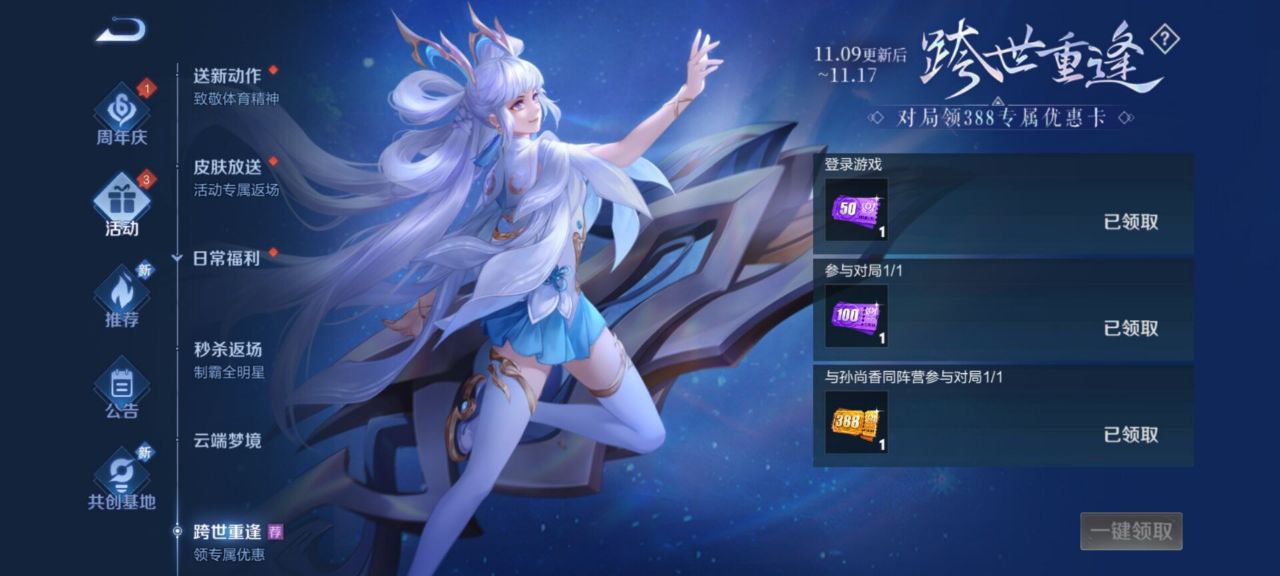 1
周年庆
3
活动
新
推荐
公告
新
共创基地
送新动作
致敬体育精神
皮肤放送
活动专属返场
日常福利
秒杀返场
制霸全明星
云端梦境
跨世重逢 荐
领专属优惠
11.09更新后
~11.17
跨世重逢
?
对局领388专属优惠卡
登录游戏
50
1
已领取
参与对局1/1
100
1
已领取
与孙尚香同阵营参与对局1/1
388
1
已领取
一键领取